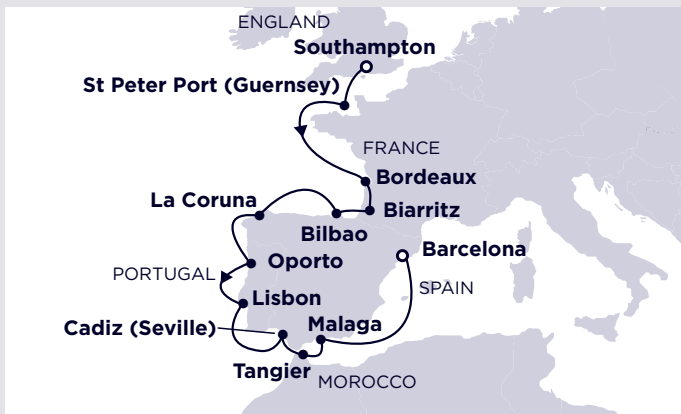 ENGLAND
Southampton
St Peter Port (Guernsey)
FRANCE
Bordeaux
La Coruna
Biarritz
Bilbao
Barcelona
Oporto
PORTUGAL
SPAIN
Lisbon
Cadiz (Seville)
Malaga
Tangier
MOROCCO